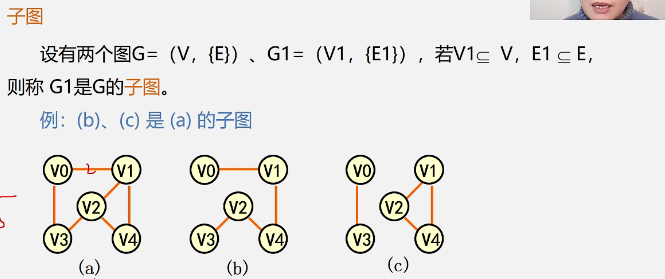 子图
设有两个图G=（V，{E}）、G1=（V1，{E1}），若V1⊆ V，E1 ⊆ E，
则称 G1是G的子图。
例：(b)、(c) 是 (a) 的子图
V0 V1 V0 V1 V0 V1
V2 V2 V2
V3 V4 V3 V4 V3 V4
(a) (b) (c)